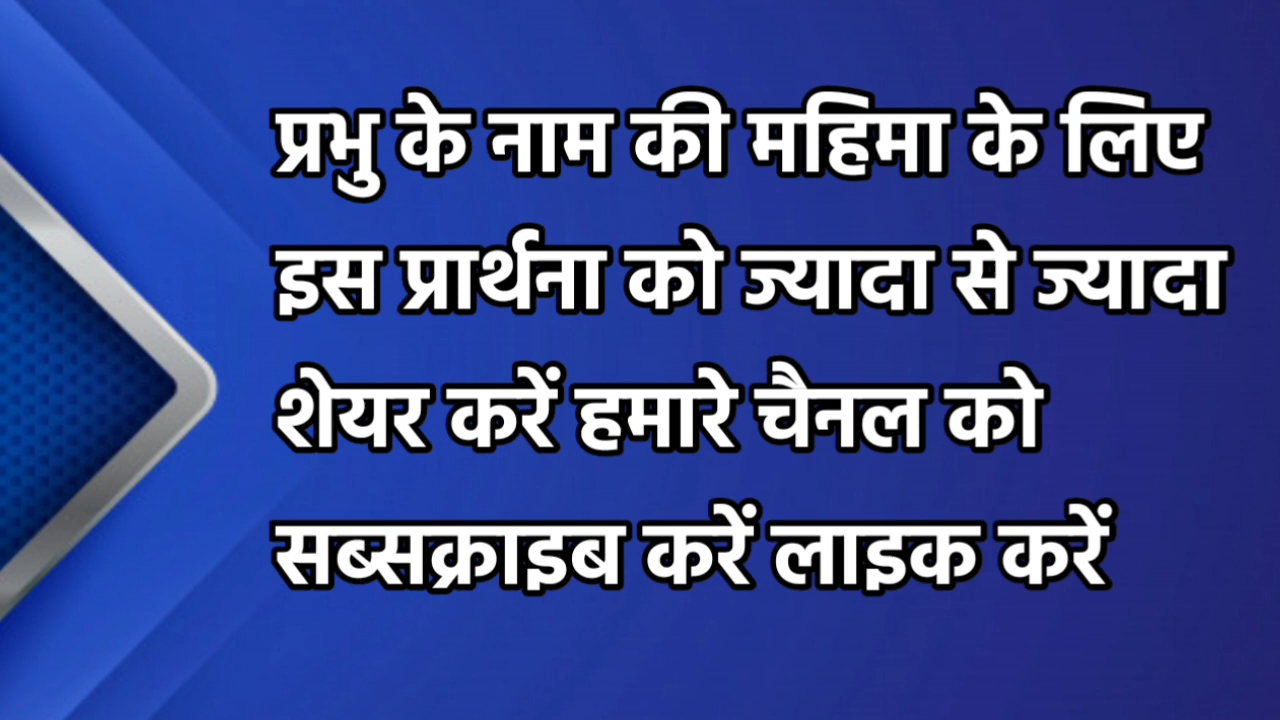 प्रभु के नाम की महिमा के लिए
इस प्रार्थना को ज्यादा से ज्यादा
शेयर करें हमारे चैनल को
सब्सक्राइब करें लाइक करें